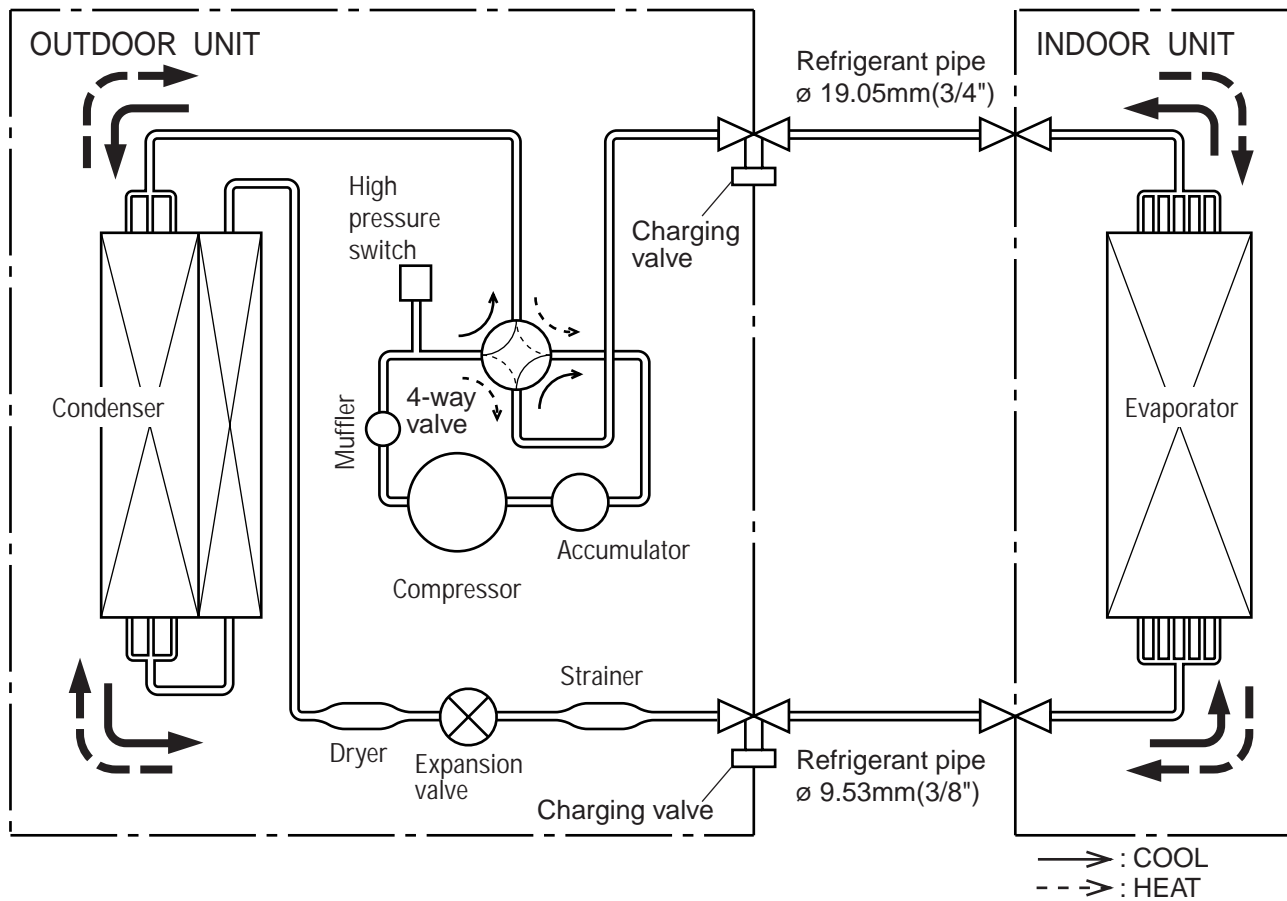 OUTDOOR UNIT
INDOOR UNIT
Refrigerant pipe
ø 19.05mm(3/4")
High
pressure
switch
Charging
valve
Condenser
Muffler
4-way
valve
Evaporator
Accumulator
Compressor
Strainer
Dryer
Expansion
valve
Charging valve
Refrigerant pipe
ø 9.53mm(3/8")
: COOL
: HEAT